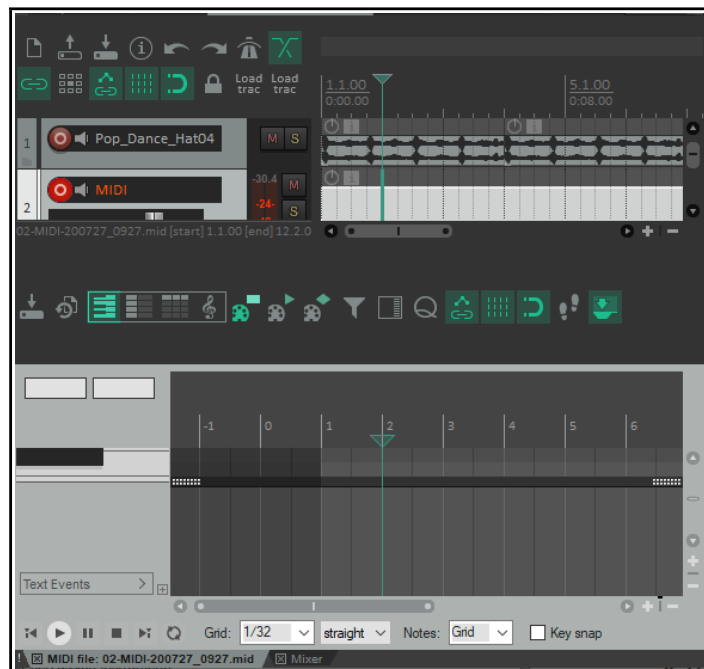 Load Load
trac trac
1.1.00 5.1.00
0:00.00 0:08.00
1 Pop_Dance_Hat04 M S
-30.4
2 MIDI -24- M
S
02-MIDI-200727_0927.mid [start] 1.1.00 [end] 12.2.0
-1 0 1 2 3 4 5 6
Text Events >
Grid: 1/32 straight Notes: Grid Key snap
! MIDI file: 02-MIDI-200727_0927.mid Mixer